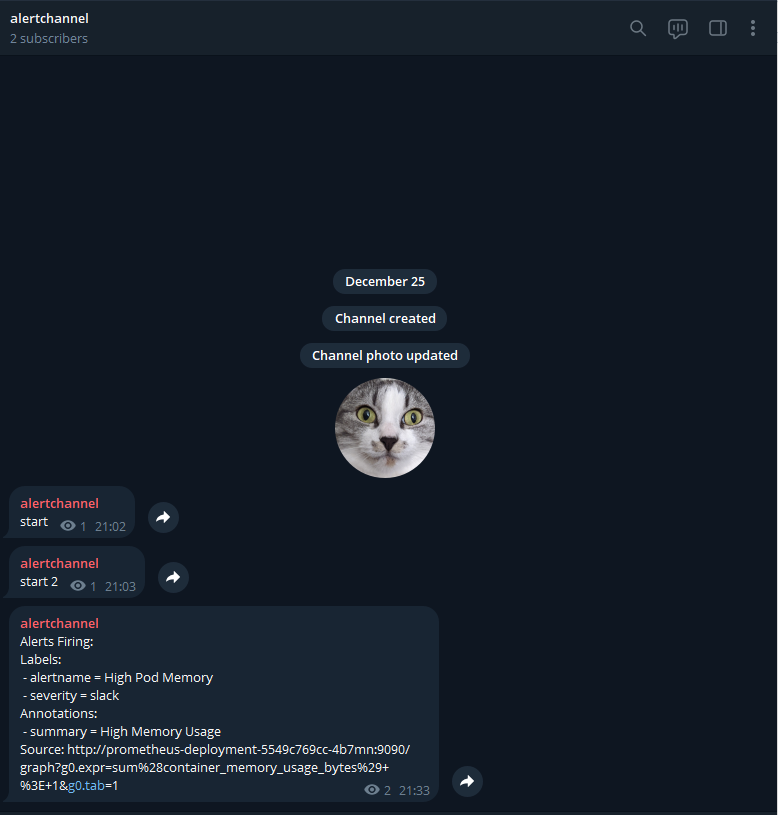 alertchannel
2 subscribers
December 25
Channel created
Channel photo updated
alertchannel
start 1 21:02
alertchannel
start 2 1 21:03
alertchannel
Alerts Firing:
Labels:
- alertname = High Pod Memory
- severity = slack
Annotations:
- summary = High Memory Usage
Source: http://prometheus-deployment-5549c769cc-4b7mn:9090/
graph?g0.expr=sum%28container_memory_usage_bytes%29+
%3E+1&g0.tab=1 2 21:33